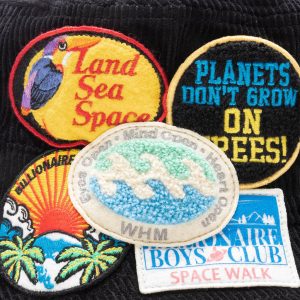 Land
Sea
Space
PLANETS
DON'T GROW
ON
TREES!
Eyes Open • Mind Open • Heart Open
WHM
BILLIONAIRE
BILLIONAIRE
BOYS CLUB
SPACE WALK